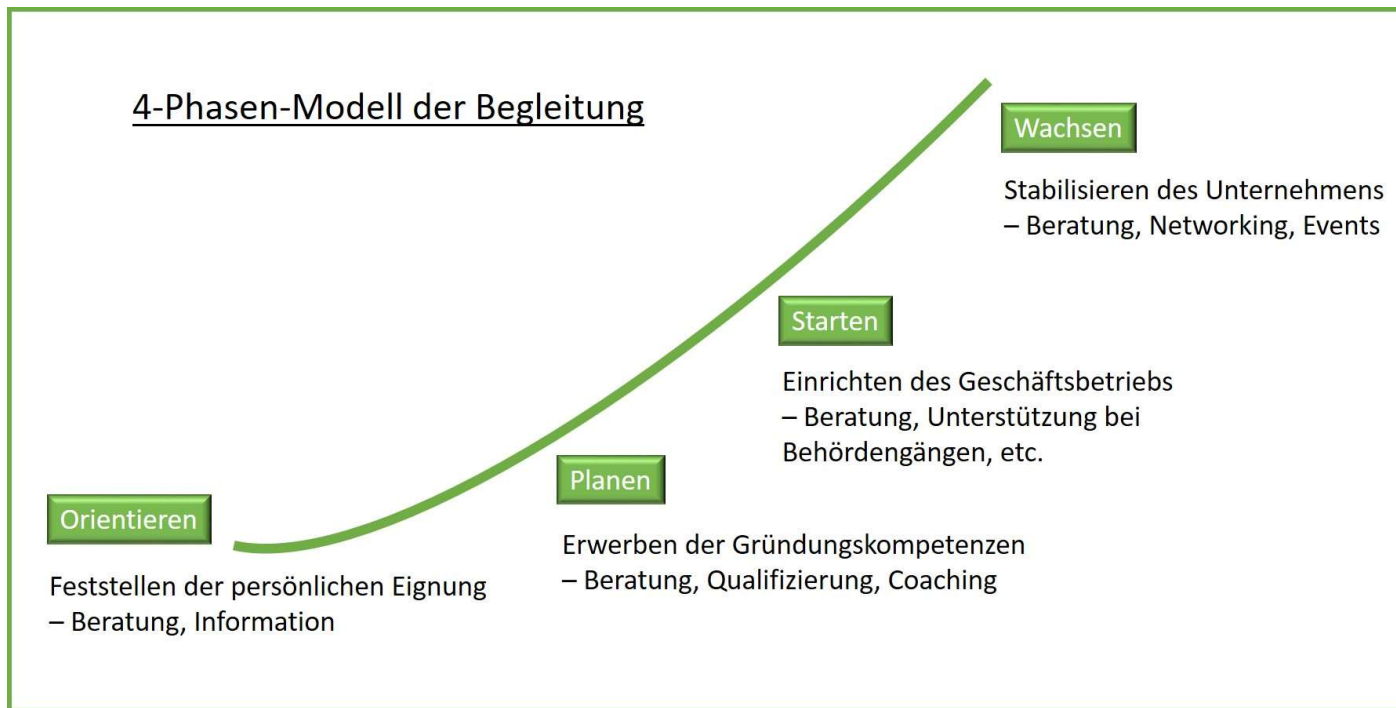 4-Phasen-Modell der Begleitung
Orientieren
Feststellen der persönlichen Eignung
– Beratung, Information
Planen
Erwerben der Gründungskompetenzen
– Beratung, Qualifizierung, Coaching
Starten
Einrichten des Geschäftsbetriebs
– Beratung, Unterstützung bei
Behördengängen, etc.
Wachsen
Stabilisieren des Unternehmens
– Beratung, Networking, Events